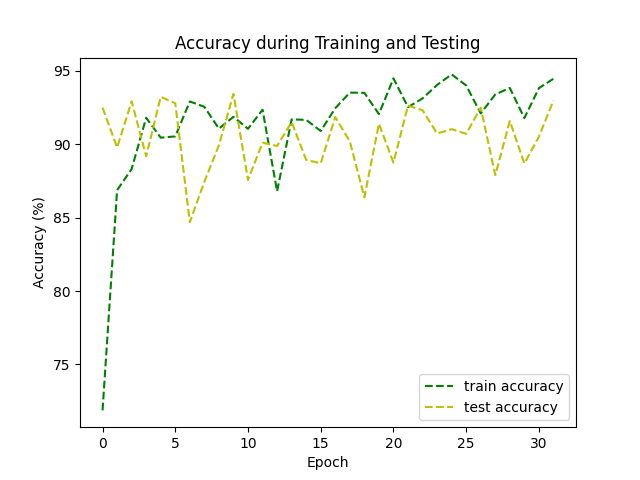 Accuracy during Training and Testing
95
90
85
80
75
Accuracy (%)
0 5 10 15 20 25 30
Epoch
train accuracy
test accuracy